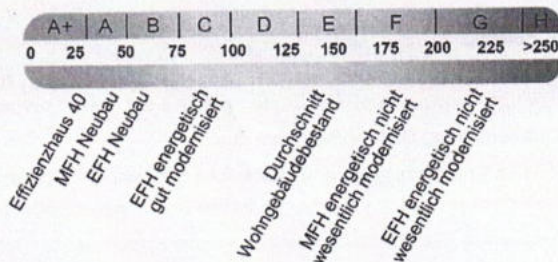 A+ A B C D E F G H
0 25 50 75 100 125 150 175 200 225 >250
Effizienzhaus 40
MFH Neubau
EFH Neubau
EFH energetisch
gut modernisiert
Durchschnitt
Wohngebäudebestand
MFH energetisch nicht
wesentlich modernisiert
EFH energetisch nicht
wesentlich modernisiert